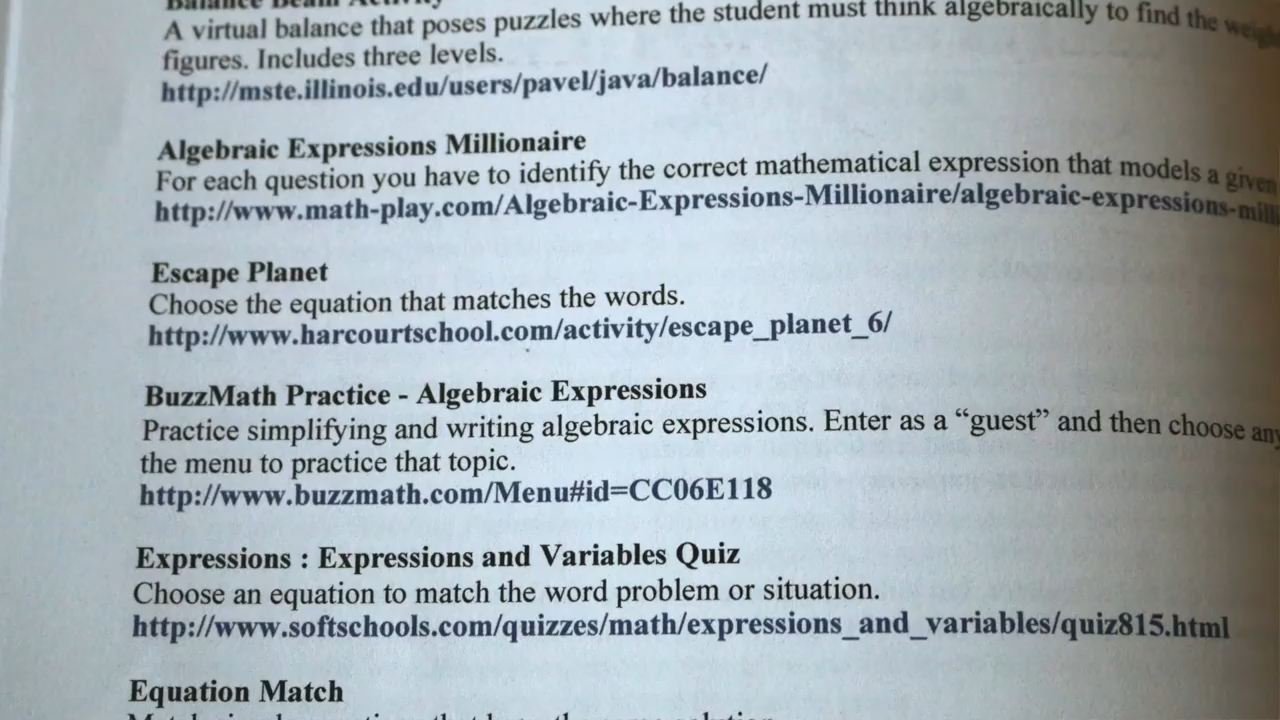 Balance Beam Activity
A virtual balance that poses puzzles where the student must think algebraically to find the
figures. Includes three levels.
http://mste.illinois.edu/users/pavel/java/balance/
Algebraic Expressions Millionaire
For each question you have to identify the correct mathematical expression that models a given
http://www.math-play.com/Algebraic-Expressions-Millionaire/algebraic-expressions-mill
Escape Planet
Choose the equation that matches the words.
http://www.harcourtschool.com/activity/escape_planet_6/
BuzzMath Practice - Algebraic Expressions
Practice simplifying and writing algebraic expressions. Enter as a “guest” and then choose any
the menu to practice that topic.
http://www.buzzmath.com/Menu#id=CC06E118
Expressions : Expressions and Variables Quiz
Choose an equation to match the word problem or situation.
http://www.softschools.com/quizzes/math/expressions_and_variables/quiz815.html
Equation Match